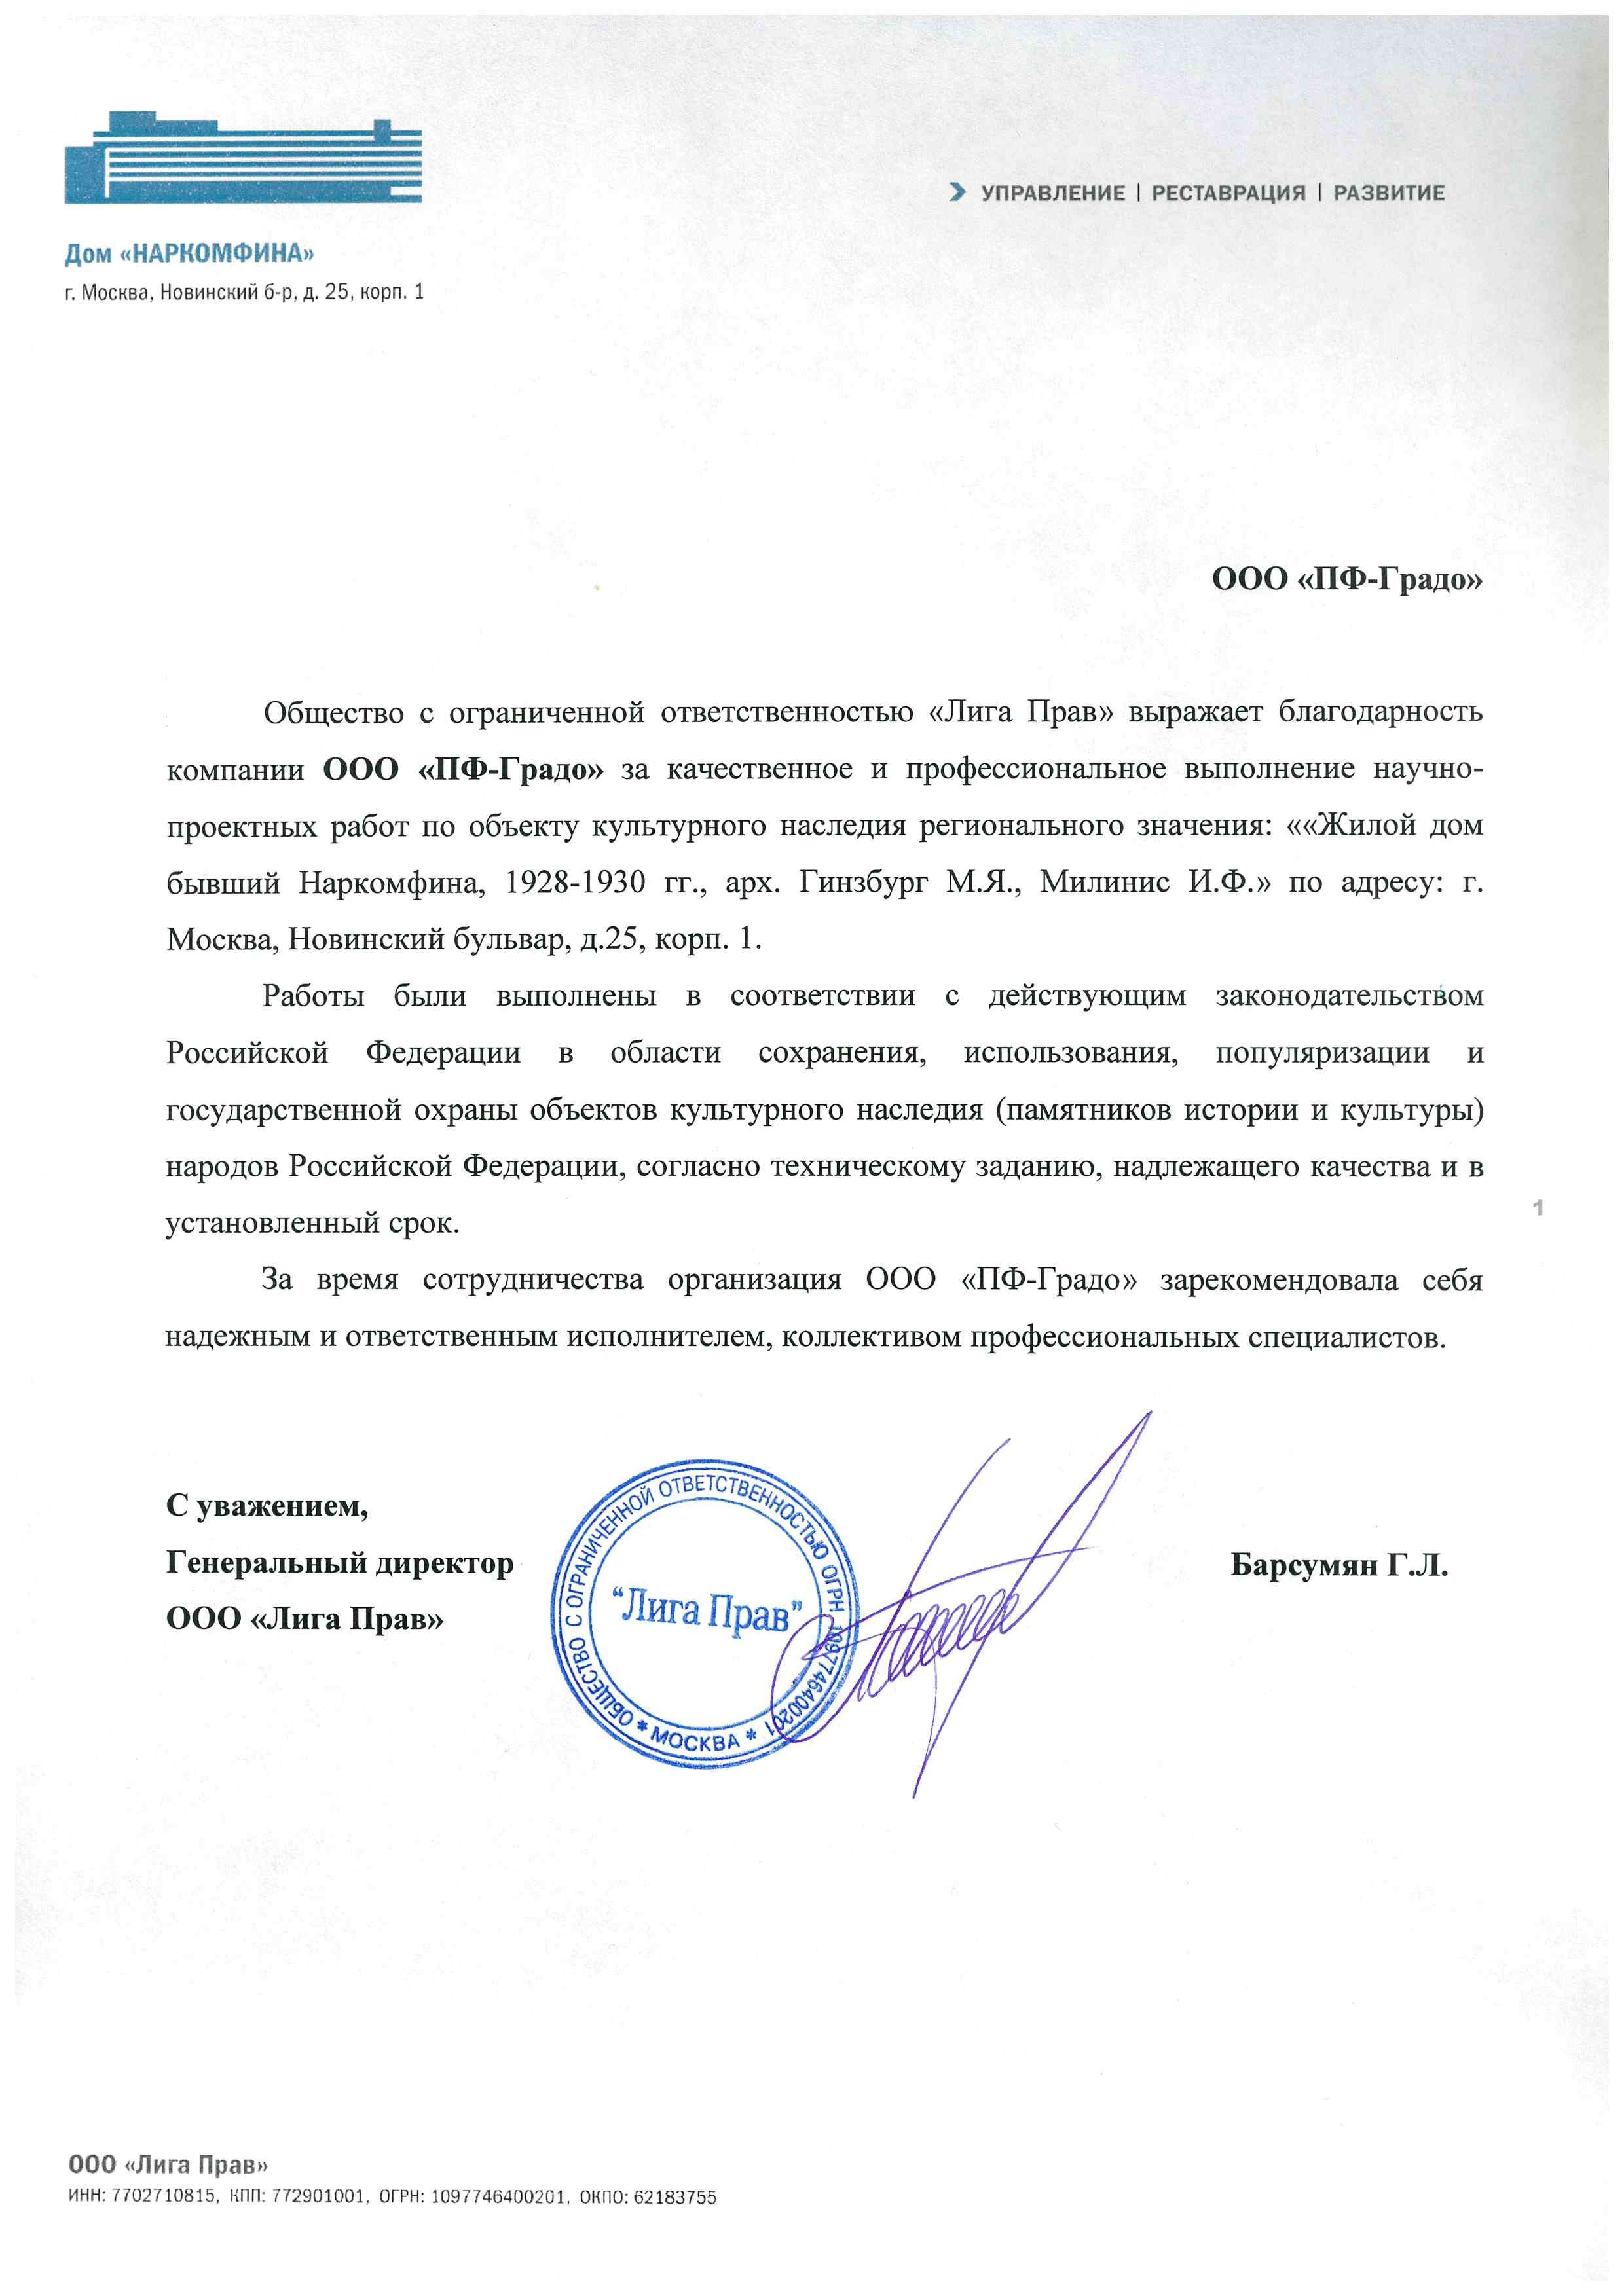 УПРАВЛЕНИЕ | РЕСТАВРАЦИЯ | РАЗВИТИЕ
Дом «НАРКОМФИНА»
г. Москва, Новинский б-р, д. 25, корп. 1
ООО «ПФ-Градо»
Общество с ограниченной ответственностью «Лига Прав» выражает благодарность
компании ООО «ПФ-Градо» за качественное и профессиональное выполнение научно-
проектных работ по объекту культурного наследия регионального значения: ««Жилой дом
бывший Наркомфина, 1928-1930 гг., арх. Гинзбург М.Я., Милинис И.Ф.» по адресу: г.
Москва, Новинский бульвар, д.25, корп. 1.
Работы были выполнены в соответствии с действующим законодательством
Российской Федерации в области сохранения, использования, популяризации и
государственной охраны объектов культурного наследия (памятников истории и культуры)
народов Российской Федерации, согласно техническому заданию, надлежащего качества и в
установленный срок.
1
За время сотрудничества организация ООО «ПФ-Градо» зарекомендовала себя
надежным и ответственным исполнителем, коллективом профессиональных специалистов.
С уважением,
Генеральный директор
ООО «Лига Прав»
Барсумян Г.Л.
ОБЩЕСТВО С ОГРАНИЧЕННОЙ ОТВЕТСТВЕННОСТЬЮ ОГРН 1097746400201
* МОСКВА *
“Лига Прав”
ООО «Лига Прав»
ИНН: 7702710815, КПП: 772901001, ОГРН: 1097746400201, ОКПО: 62183755